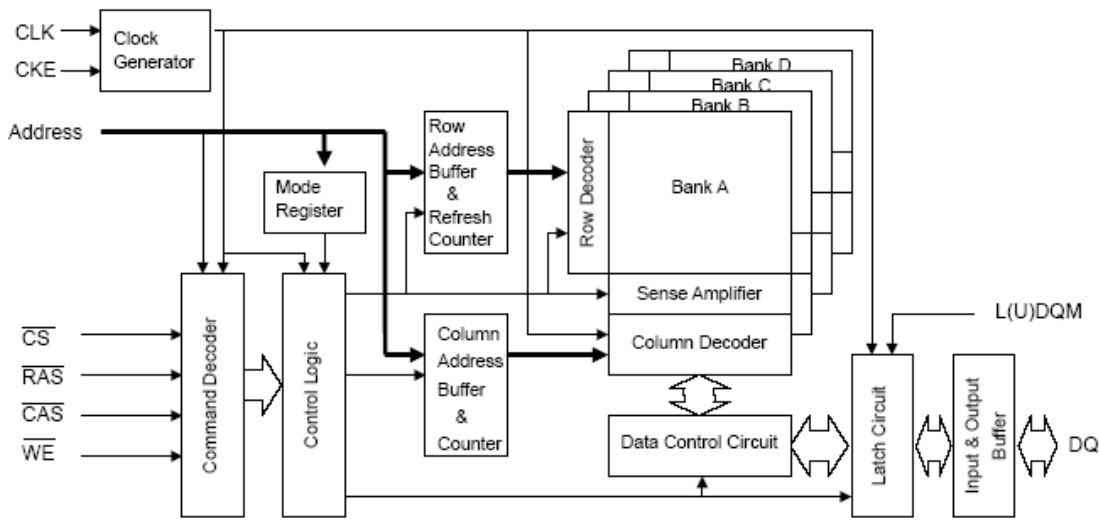 CLK
CKE
Clock
Generator
Address
Mode
Register
Row
Address
Buffer
&
Refresh
Counter
Bank D
Bank C
Bank B
Bank A
Row Decoder
Sense Amplifier
Column Decoder
CS
RAS
CAS
WE
Command Decoder
Control Logic
Column
Address
Buffer
&
Counter
Data Control Circuit
L(U)DQM
Latch Circuit
Input & Output
Buffer
DQ